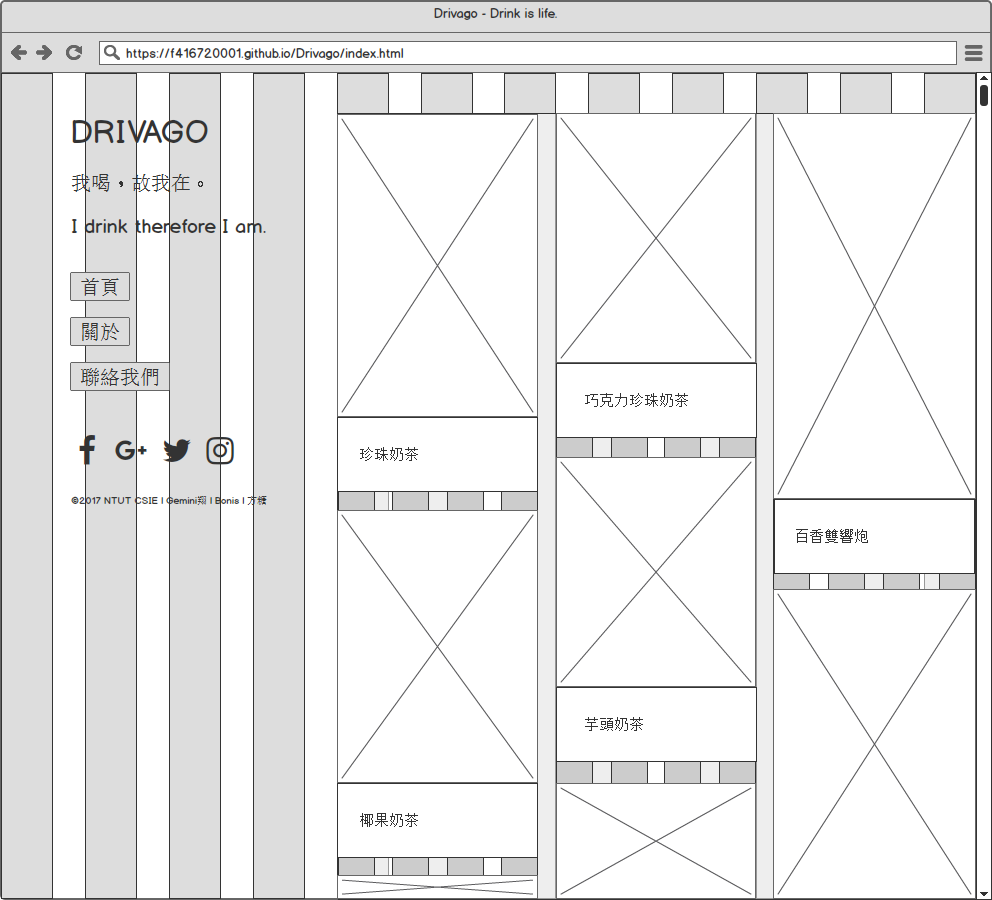 Drivago - Drink is life.
https://f416720001.github.io/Drivago/index.html
DRIVAGO
我喝，故我在。
I drink therefore I am.
首頁
關於
聯絡我們
©2017 NTUT CSIE | Gemini翔 | Bonis | 方糖
珍珠奶茶
椰果奶茶
巧克力珍珠奶茶
芋頭奶茶
百香雙響炮